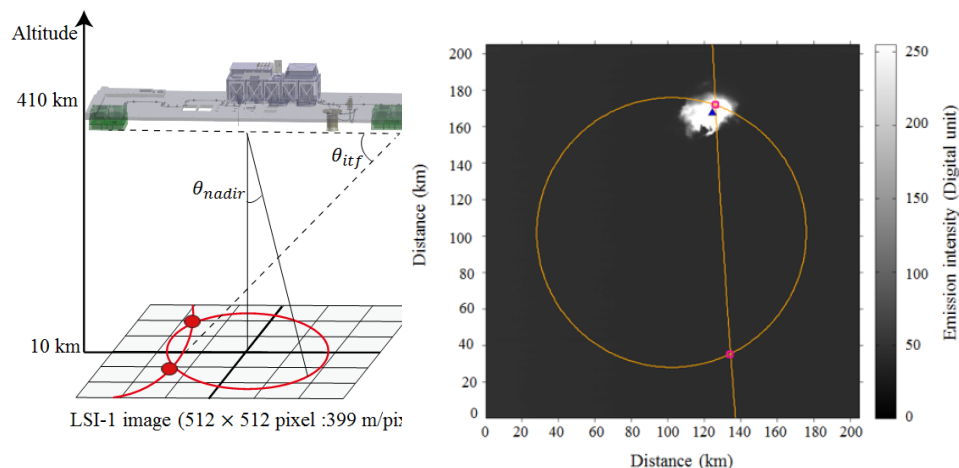 Altitude
410 km
θitf
θnadir
10 km
LSI-1 image (512 × 512 pixel :399 m/pix
Distance (km)
200
180
160
140
120
100
80
60
40
20
0
0 20 40 60 80 100 120 140 160 180 200
Distance (km)
250
200
150
100
50
0
Emission intensity (Digital unit)